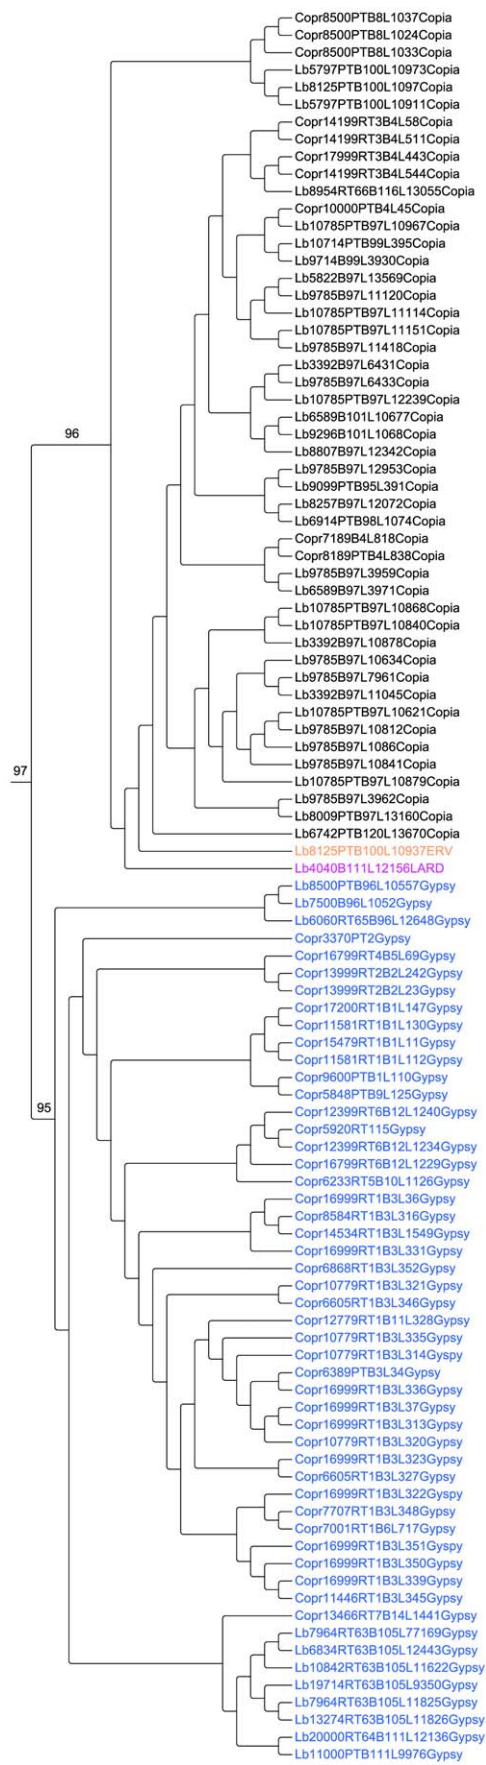 Copr8500PTB8L1037Copia
Copr8500PTB8L1024Copia
Copr8500PTB8L1033Copia
Lb5797PTB100L10973Copia
Lb8125PTB100L1097Copia
Lb5797PTB100L10911Copia
Copr14199RT3B4L58Copia
Copr14199RT3B4L511Copia
Copr17999RT3B4L443Copia
Copr14199RT3B4L544Copia
Lb8954RT66B116L13055Copia
Copr10000PTB4L45Copia
Lb10785PTB97L10967Copia
Lb10714PTB99L395Copia
Lb9714B99L3930Copia
Lb5822B97L13569Copia
Lb9785B97L11120Copia
Lb10785PTB97L11114Copia
Lb10785PTB97L11151Copia
Lb9785B97L11418Copia
Lb3392B97L6431Copia
Lb9785B97L6433Copia
Lb10785PTB97L12239Copia
Lb6589B101L10677Copia
96
Lb9296B101L1068Copia
Lb8807B97L12342Copia
Lb9785B97L12953Copia
Lb9099PTB95L391Copia
Lb8257B97L12072Copia
Lb6914PTB98L1074Copia
Copr7189B4L818Copia
Copr8189PTB4L838Copia
Lb9785B97L3959Copia
Lb6589B97L3971Copia
Lb10785PTB97L10868Copia
Lb10785PTB97L10840Copia
Lb3392B97L10878Copia
Lb9785B97L10634Copia
Lb9785B97L7961Copia
Lb3392B97L11045Copia
Lb10785PTB97L10621Copia
Lb9785B97L10812Copia
Lb9785B97L1086Copia
Lb9785B97L10841Copia
97
Lb10785PTB97L10879Copia
Lb9785B97L3962Copia
Lb8009PTB97L13160Copia
Lb6742PTB120L13670Copia
Lb8125PTB100L10937ERV
Lb4040B111L12156LARD
Lb8500PTB96L10557Gypsy
Lb7500B96L1052Gypsy
Lb6060RT65B96L12648Gypsy
Copr3370PT2Gypsy
Copr16799RT4B5L69Gypsy
Copr13999RT2B2L242Gypsy
Copr13999RT2B2L23Gypsy
Copr17200RT1B1L147Gypsy
Copr11581RT1B1L130Gypsy
Copr15479RT1B1L11Gypsy
Copr11581RT1B1L112Gypsy
Copr9600PTB1L110Gypsy
Copr5848PTB9L125Gypsy
95
Copr12399RT6B12L1240Gypsy
Copr5920RT115Gypsy
Copr12399RT6B12L1234Gypsy
Copr16799RT6B12L1229Gypsy
Copr6233RT5B10L1126Gypsy
Copr16999RT1B3L36Gypsy
Copr8584RT1B3L316Gypsy
Copr14534RT1B3L1549Gypsy
Copr16999RT1B3L331Gypsy
Copr6868RT1B3L352Gypsy
Copr10779RT1B3L321Gypsy
Copr6605RT1B3L346Gypsy
Copr12779RT1B11L328Gypsy
Copr10779RT1B3L335Gypsy
Copr10779RT1B3L314Gyspy
Copr6389PTB3L34Gypsy
Copr16999RT1B3L336Gypsy
Copr16999RT1B3L37Gypsy
Copr16999RT1B3L313Gypsy
Copr10779RT1B3L320Gypsy
Copr16999RT1B3L323Gypsy
Copr6605RT1B3L327Gypsy
Copr16999RT1B3L322Gyspy
Copr7707RT1B3L348Gypsy
Copr7001RT1B6L717Gypsy
Copr16999RT1B3L351Gyspy
Copr16999RT1B3L350Gypsy
Copr16999RT1B3L339Gypsy
Copr11446RT1B3L345Gypsy
Copr13466RT7B14L1441Gypsy
Lb7964RT63B105L77169Gypsy
Lb6834RT63B105L12443Gypsy
Lb10842RT63B105L11622Gypsy
Lb19714RT63B105L9350Gypsy
Lb7964RT63B105L11825Gypsy
Lb13274RT63B105L11826Gypsy
Lb20000RT64B111L12136Gypsy
Lb11000PTB111L9976Gypsy